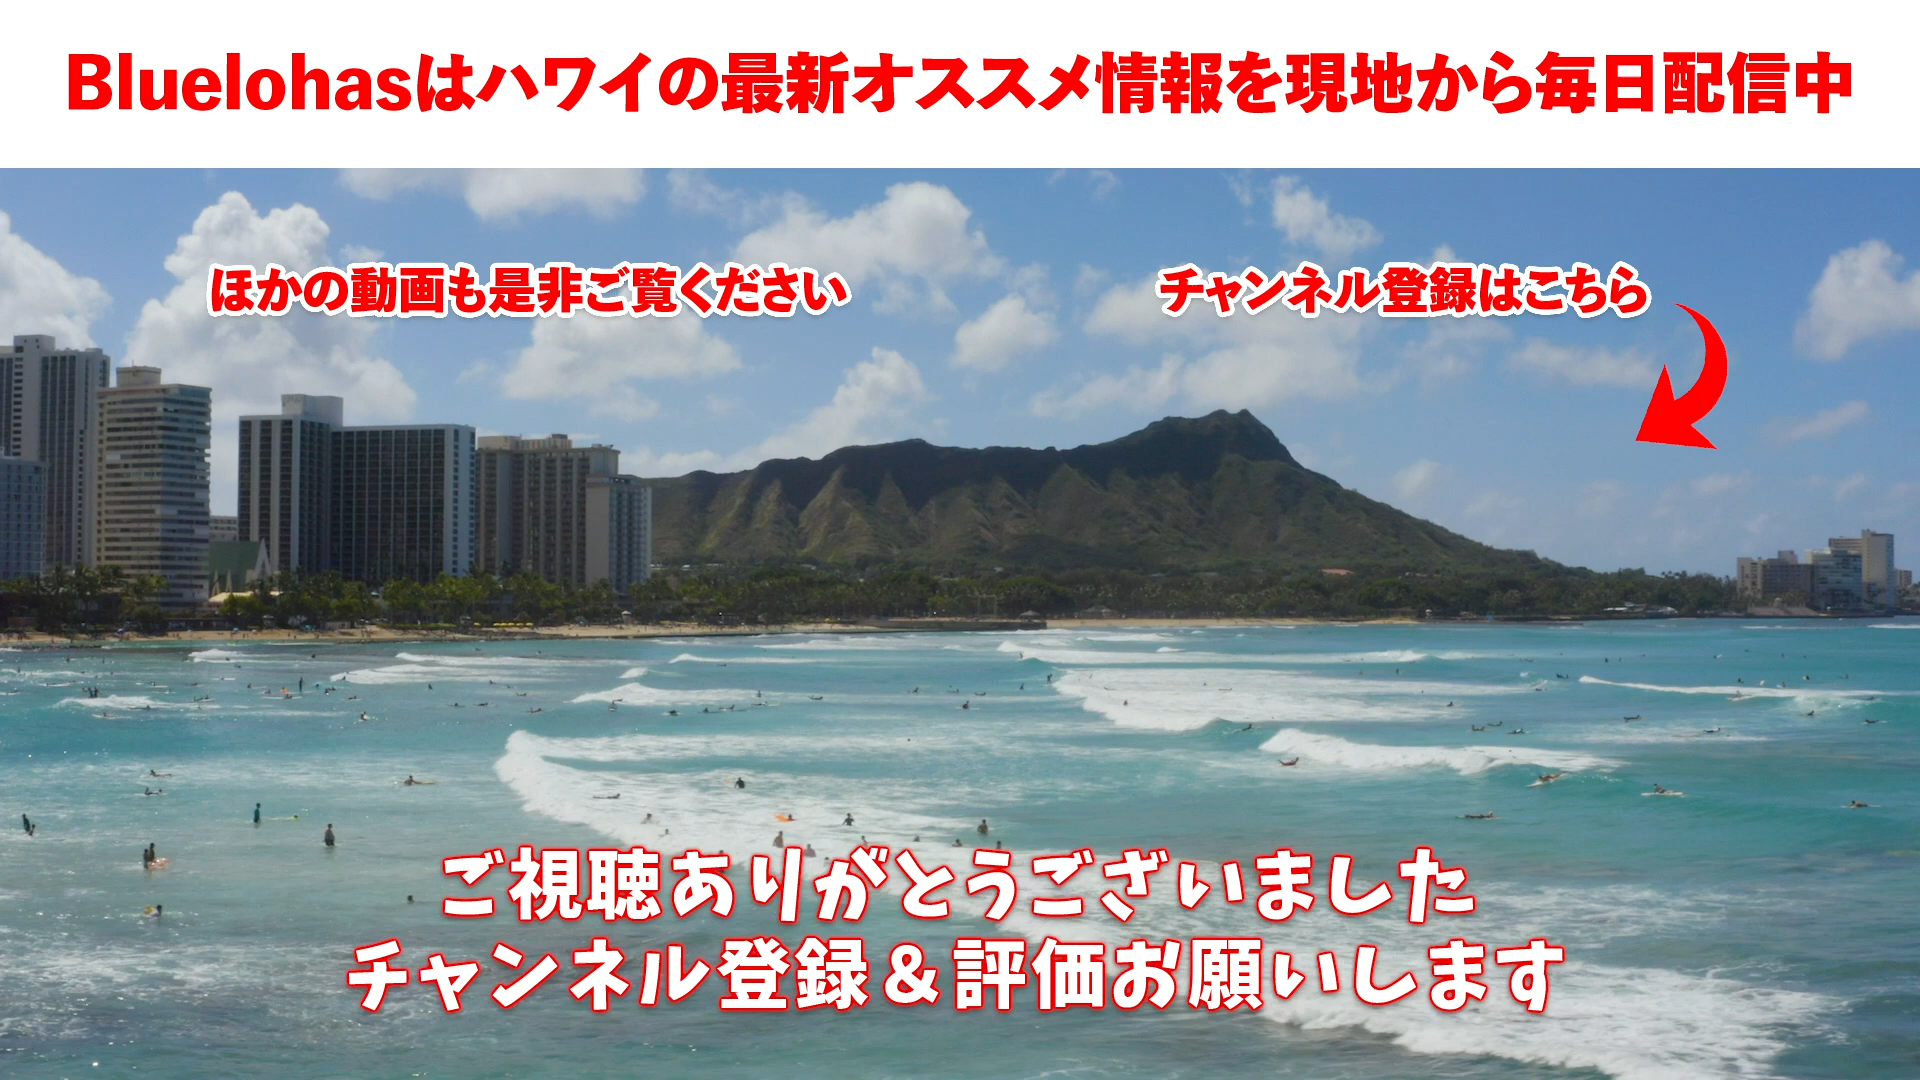 Bluelohasはハワイの最新オススメ情報を現地から毎日配信中
ほかの動画も是非ご覧ください
チャンネル登録はこちら
ご視聴ありがとうございました
チャンネル登録＆評価お願いします